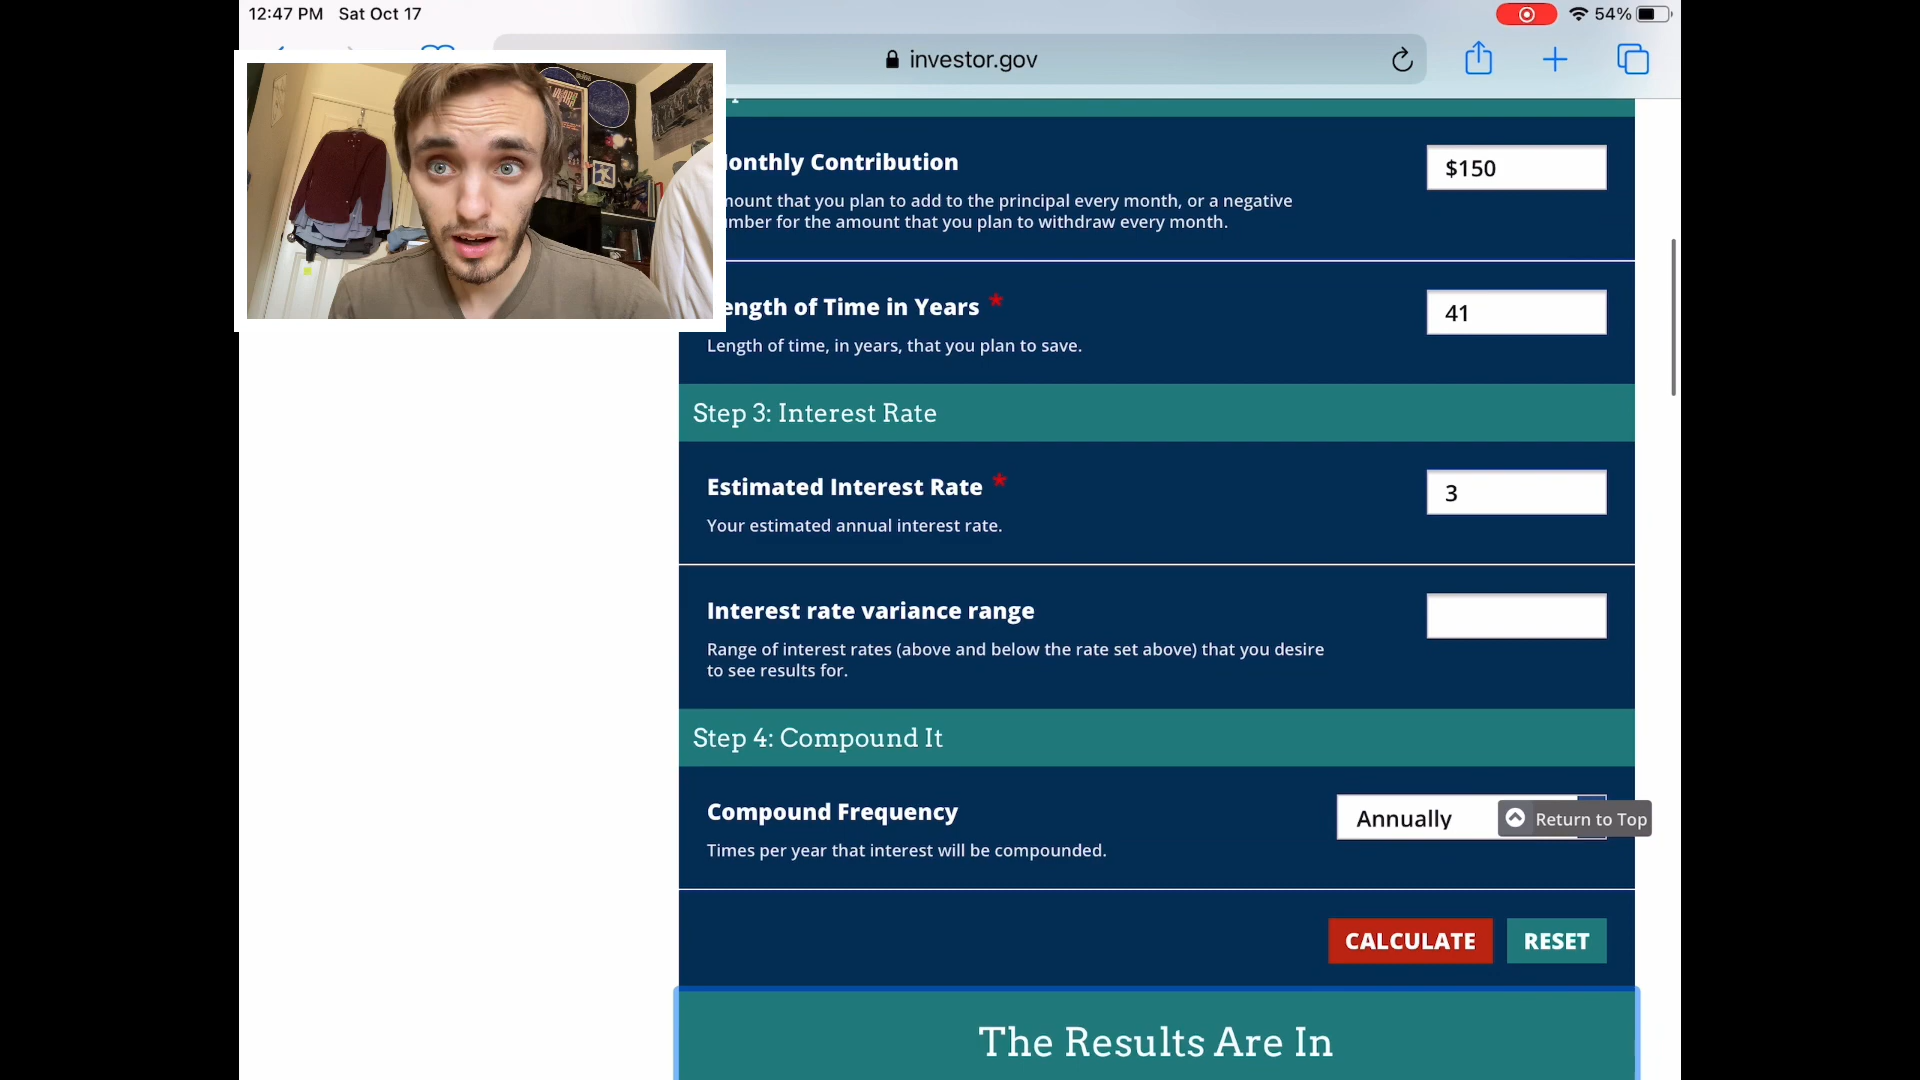 12:47 PM Sat Oct 17
54%
investor.gov
onthly Contribution
$150
mount that you plan to add to the principal every month, or a negative
mber for the amount that you plan to withdraw every month.
ength of Time in Years *
41
Length of time, in years, that you plan to save.
Step 3: Interest Rate
Estimated Interest Rate *
3
Your estimated annual interest rate.
Interest rate variance range
Range of interest rates (above and below the rate set above) that you desire
to see results for.
Step 4: Compound It
Compound Frequency
Annually
Return to Top
Times per year that interest will be compounded.
CALCULATE RESET
The Results Are In